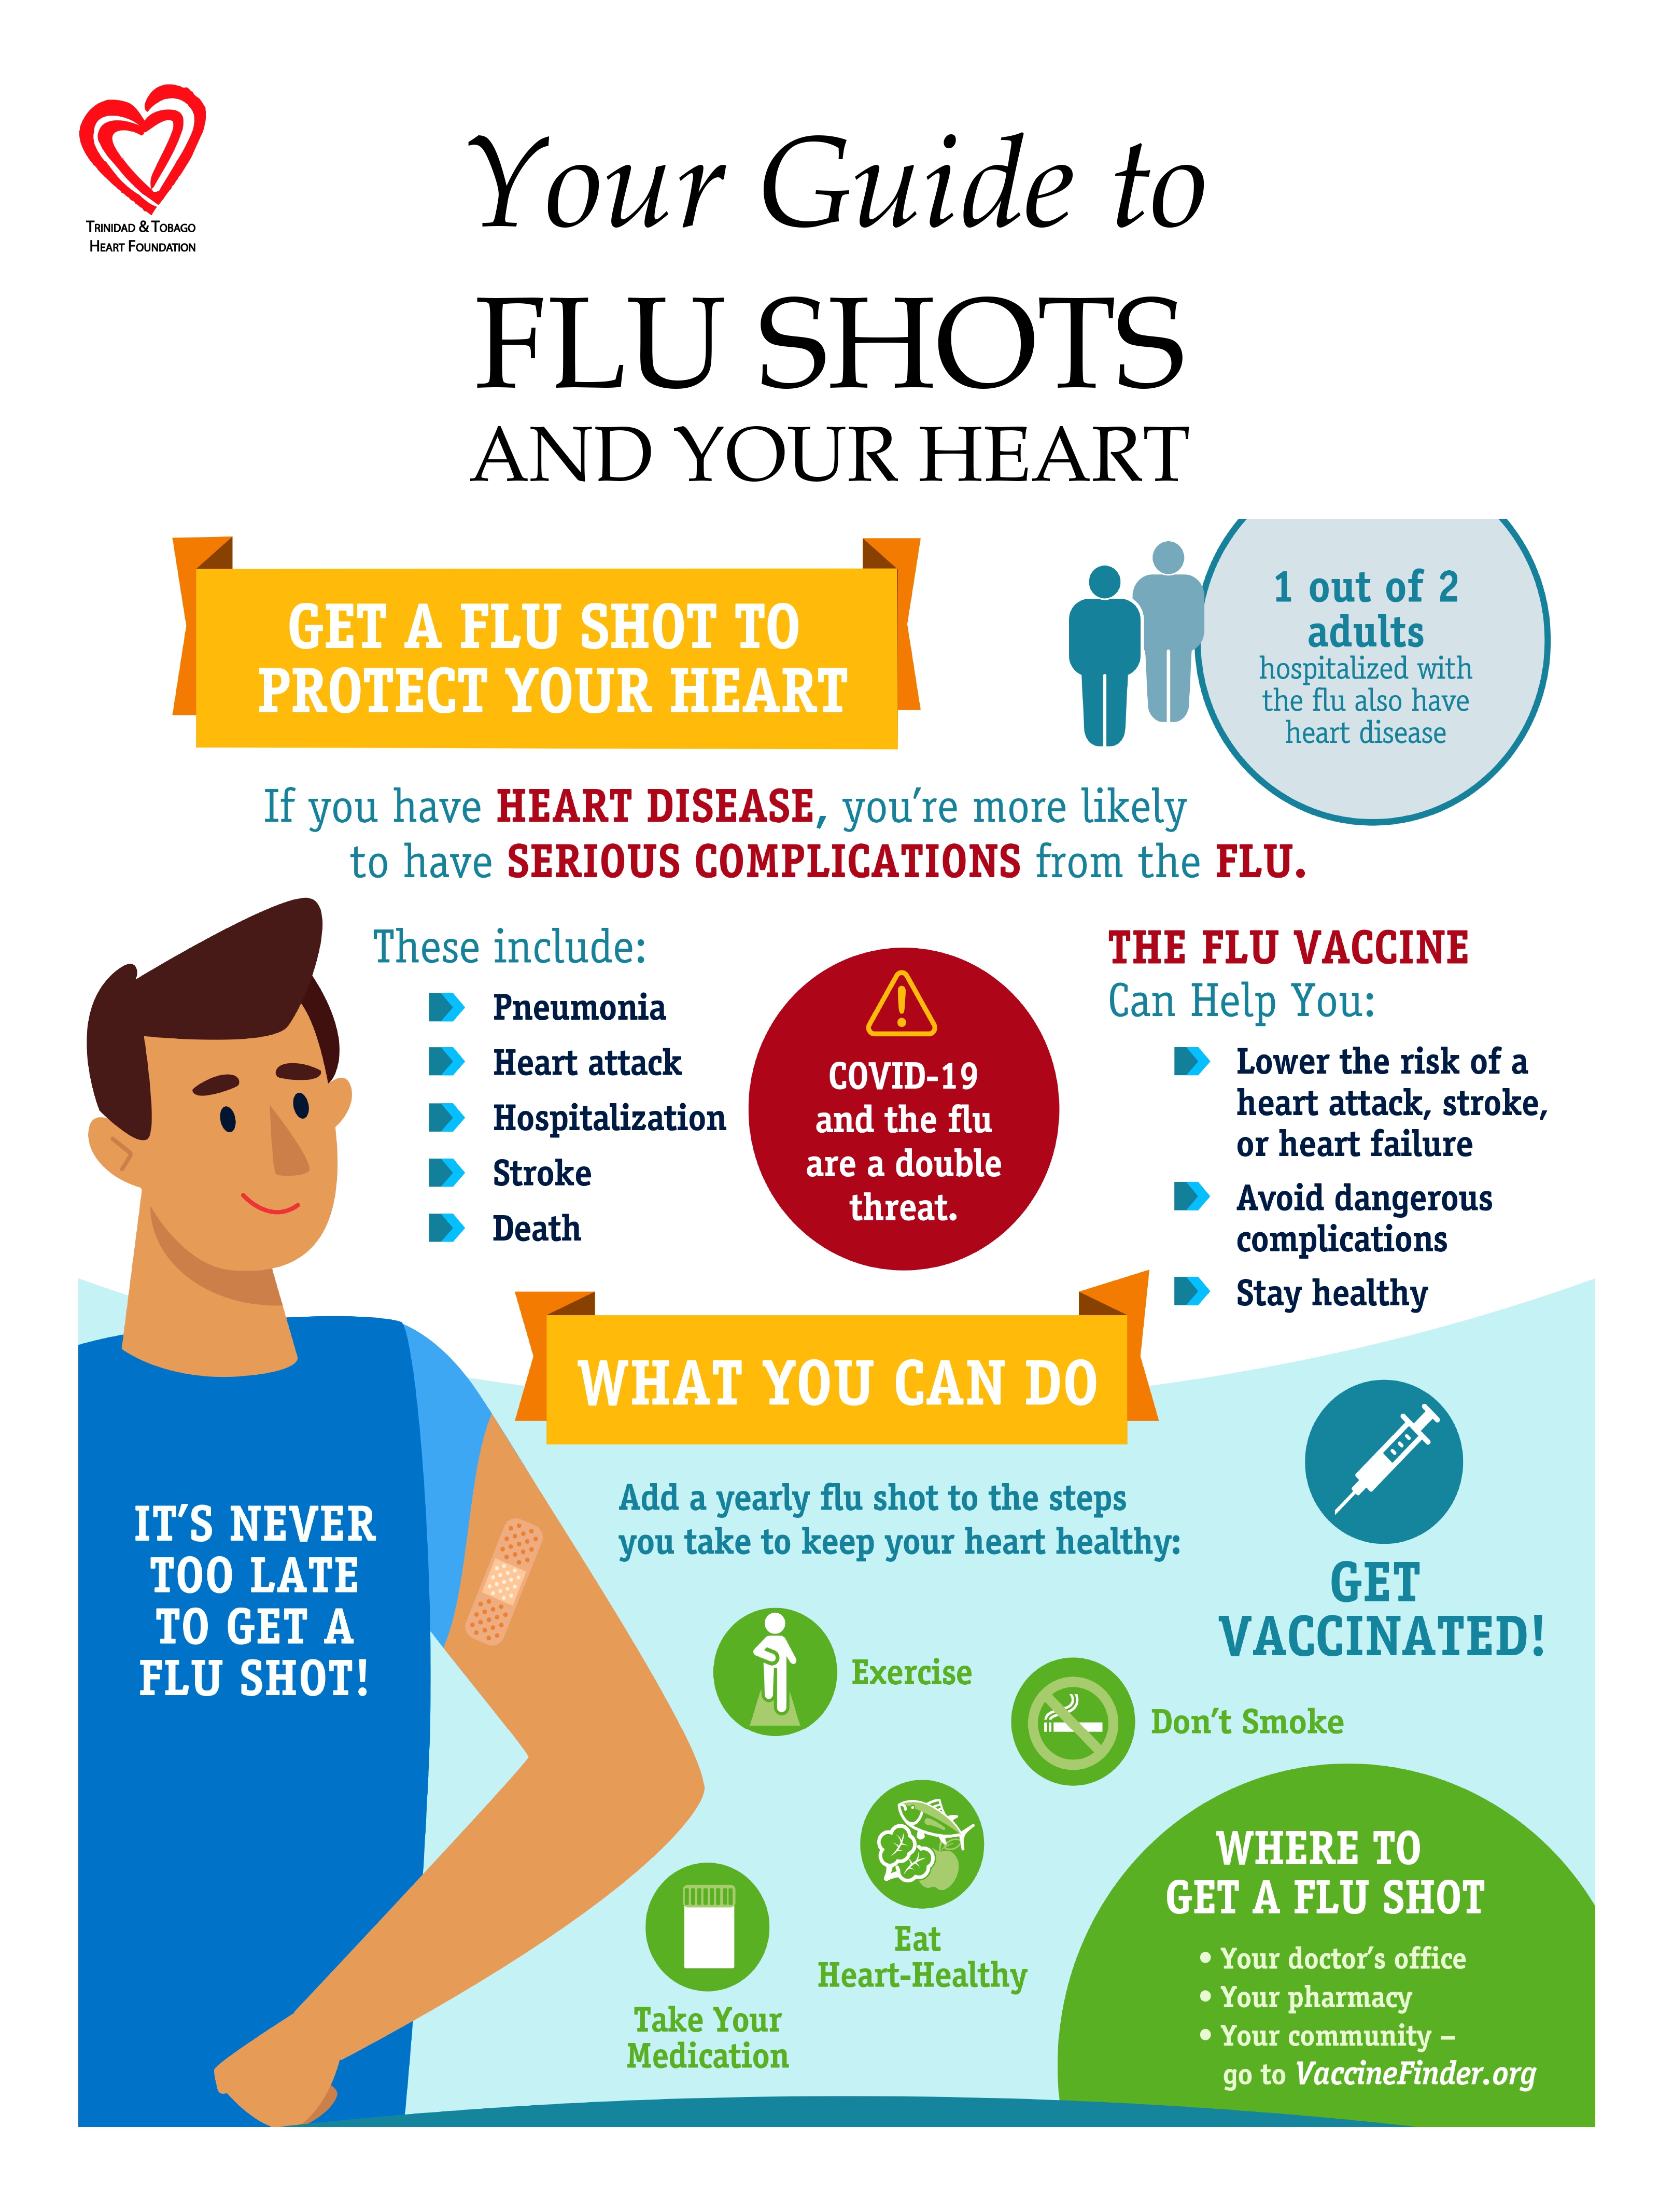 TRINIDAD & TOBAGO
HEART FOUNDATION
Your Guide to
FLU SHOTS
AND YOUR HEART
GET A FLU SHOT TO
PROTECT YOUR HEART
1 out of 2
adults
hospitalized with
the flu also have
heart disease
If you have HEART DISEASE, you're more likely
to have SERIOUS COMPLICATIONS from the FLU.
These include:
Pneumonia
Heart attack
Hospitalization
Stroke
Death
COVID-19
and the flu
are a double
threat.
THE FLU VACCINE
Can Help You:
Lower the risk of a
heart attack, stroke,
or heart failure
Avoid dangerous
complications
Stay healthy
WHAT YOU CAN DO
IT'S NEVER
TOO LATE
TO GET A
FLU SHOT!
Add a yearly flu shot to the steps
you take to keep your heart healthy:
GET
VACCINATED!
Exercise
Don't Smoke
Eat
Heart-Healthy
Take Your
Medication
WHERE TO
GET A FLU SHOT
• Your doctor's office
• Your pharmacy
• Your community –
go to VaccineFinder.org